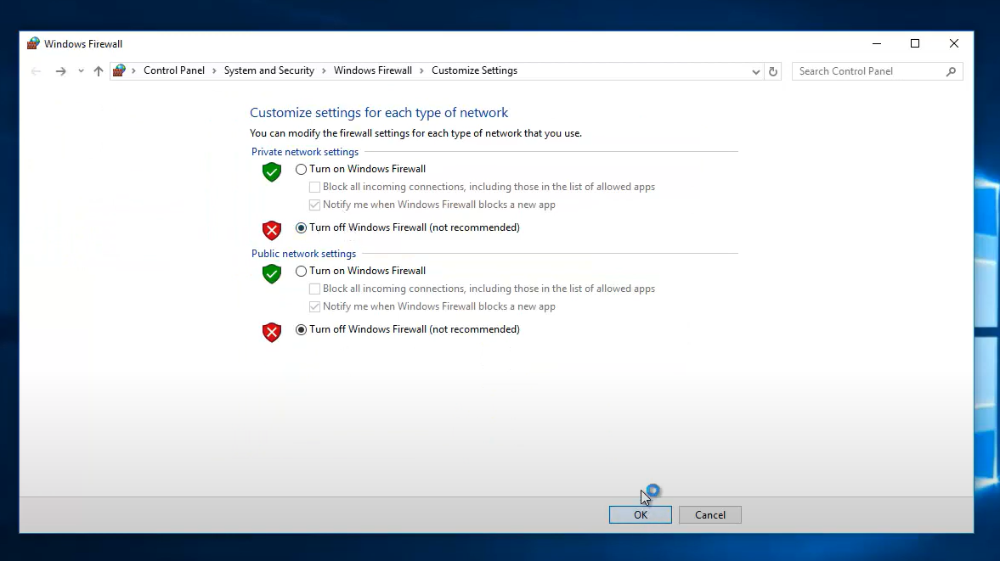 Windows Firewall
Control Panel > System and Security > Windows Firewall > Customize Settings
Search Control Panel
Customize settings for each type of network
You can modify the firewall settings for each type of network that you use.
Private network settings
Turn on Windows Firewall
Block all incoming connections, including those in the list of allowed apps
Notify me when Windows Firewall blocks a new app
Turn off Windows Firewall (not recommended)
Public network settings
Turn on Windows Firewall
Block all incoming connections, including those in the list of allowed apps
Notify me when Windows Firewall blocks a new app
Turn off Windows Firewall (not recommended)
OK
Cancel